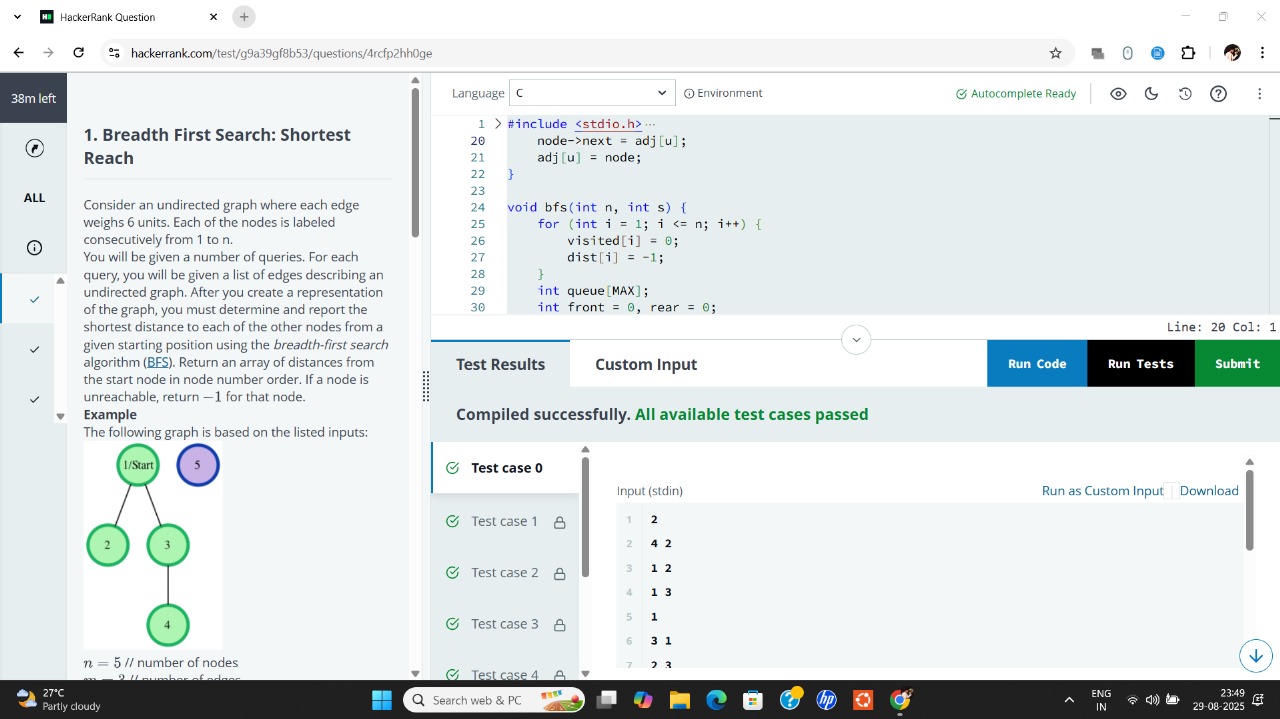 HackerRank Question
hackerrank.com/test/g9a39gf8b53/questions/4rcfp2hh0ge
38m left
ALL
1. Breadth First Search: Shortest
Reach
Consider an undirected graph where each edge
weighs 6 units. Each of the nodes is labeled
consecutively from 1 to n.
You will be given a number of queries. For each
query, you will be given a list of edges describing an
undirected graph. After you create a representation
of the graph, you must determine and report the
shortest distance to each of the other nodes from a
given starting position using the breadth-first search
algorithm (BFS). Return an array of distances from
the start node in node number order. If a node is
unreachable, return −1 for that node.
Example
The following graph is based on the listed inputs:
1/Start
5
2
3
4
n = 5 // number of nodes
m = 3 // number of edges
Language
C
Environment
Autocomplete Ready
1 #include <stdio.h> ...
20 node->next = adj[u];
21 adj[u] = node;
22 }
23
24 void bfs(int n, int s) {
25 for (int i = 1; i <= n; i++) {
26 visited[i] = 0;
27 dist[i] = -1;
28 }
29 int queue[MAX];
30 int front = 0, rear = 0;
Line: 20 Col: 1
Test Results
Custom Input
Run Code
Run Tests
Submit
Compiled successfully. All available test cases passed
Test case 0
Test case 1
Test case 2
Test case 3
Test case 4
Input (stdin)
Run as Custom Input
Download
1 2
2 4 2
3 1 2
4 1 3
5 1
6 3 1
7 2 3
27°C
Partly cloudy
Search web & PC
ENG
IN
23:49
29-08-2025